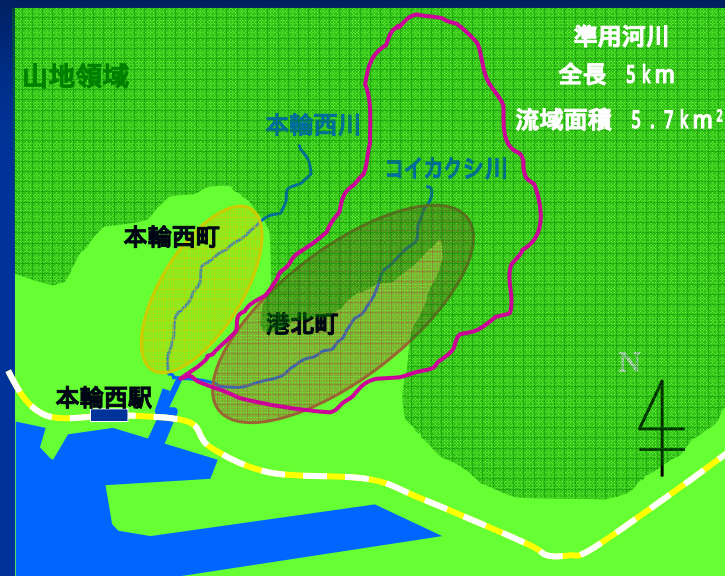 準用河川
山地領域
全長 5km
流域面積 5.7km²
本輪西川
コイカクシ川
本輪西町
港北町
N
本輪西駅